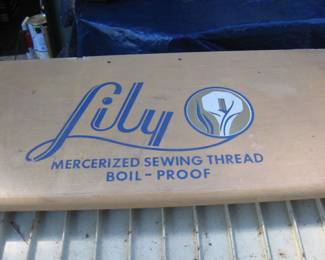 Lily
MERCERIZED SEWING THREAD
BOIL-PROOF